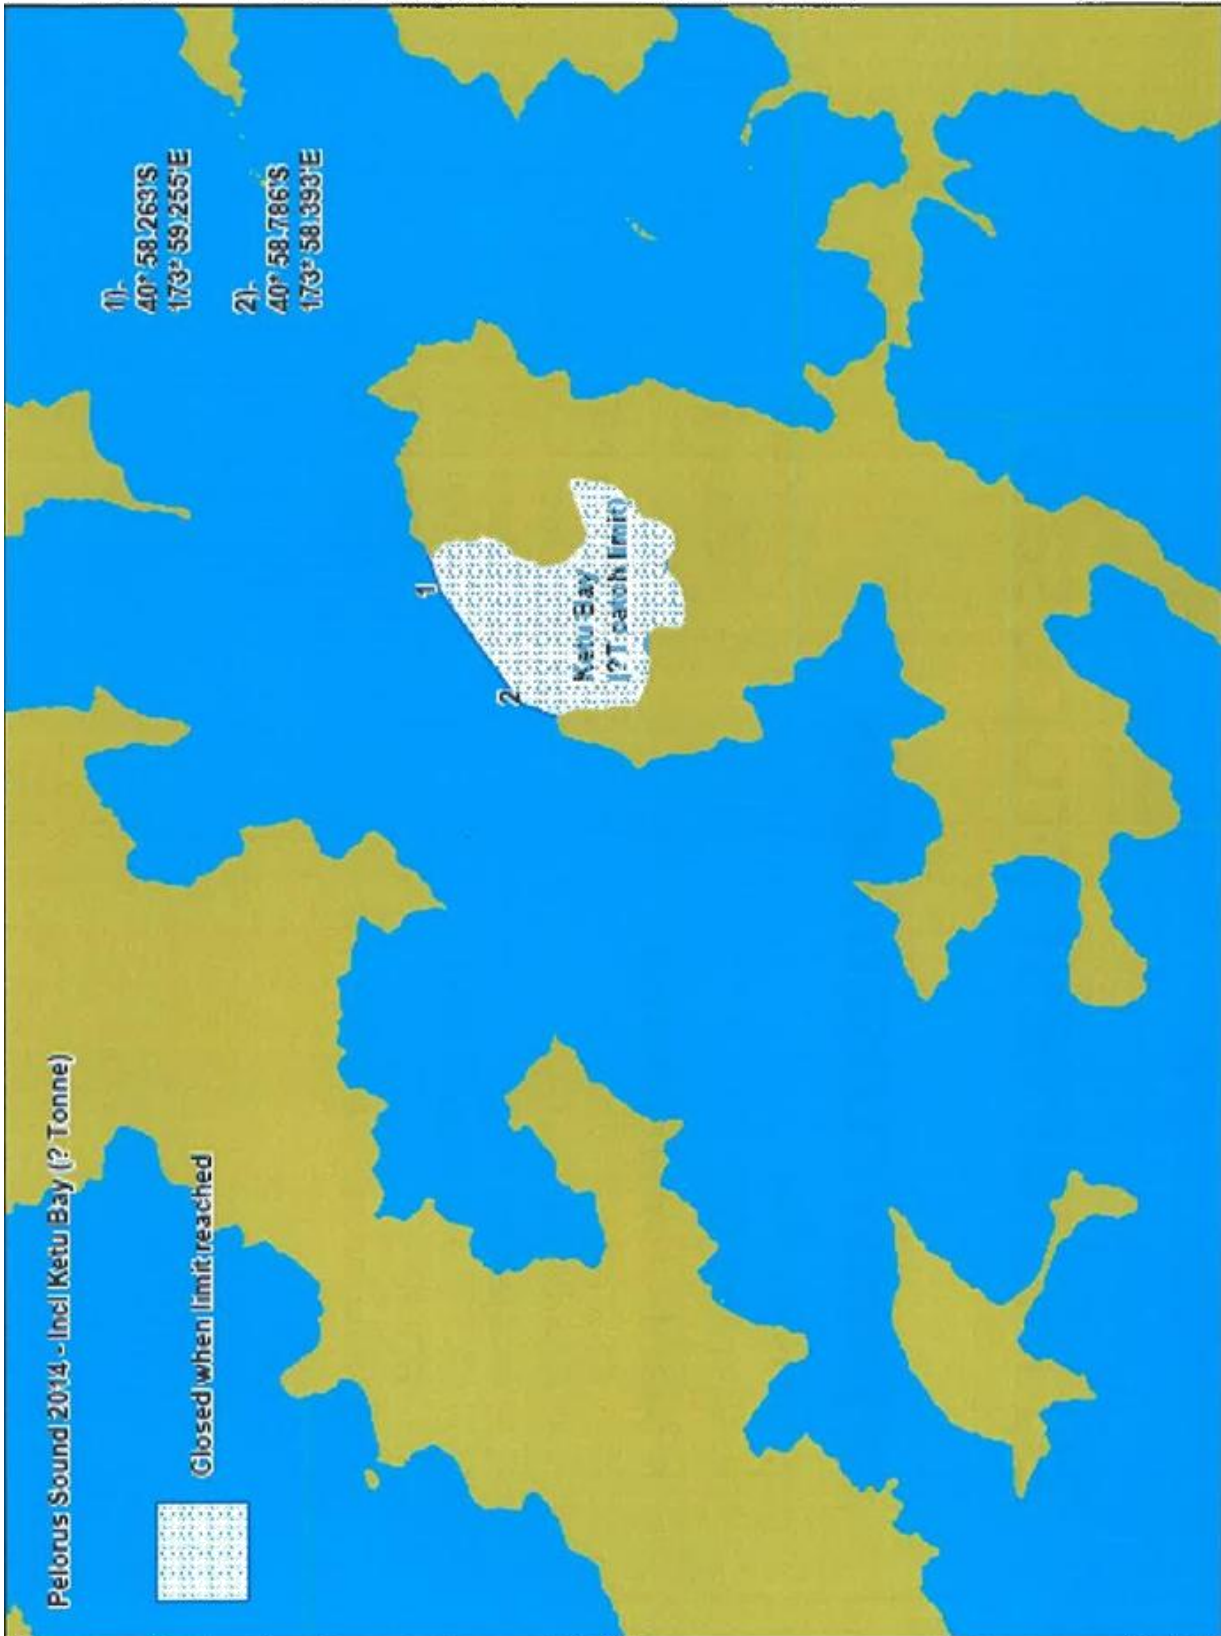 Pelorus Sound 2014 - Incl Ketu Bay (? Tonne)
Closed when limit reached
1).
40° 58.263'S
173° 59.255'E
2).
40° 58.786'S
173° 58.393'E
1
2
Ketu Bay
(? T catch limit)